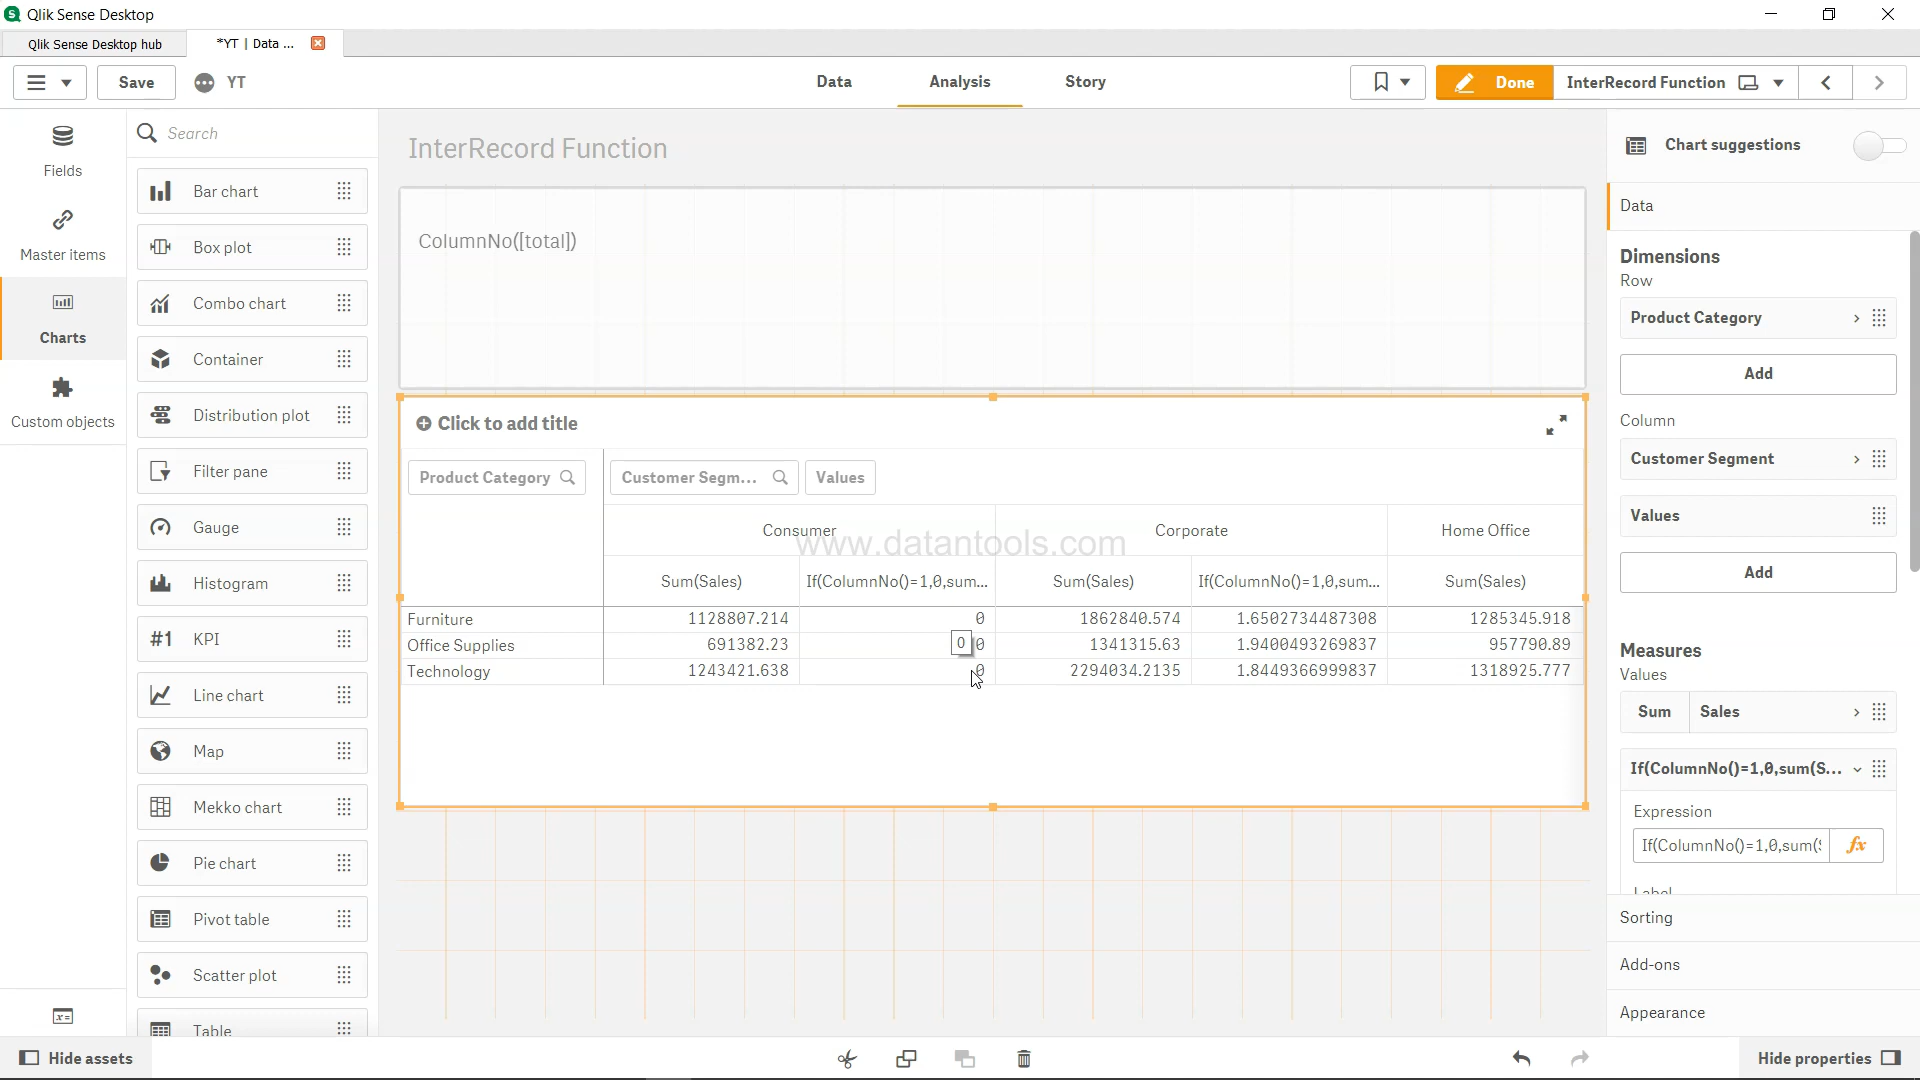 Qlik Sense Desktop
Qlik Sense Desktop hub
*YT | Data ...
Save
YT
Data
Analysis
Story
Done
InterRecord Function
Fields
Master items
Charts
Custom objects
Search
Bar chart
Box plot
Combo chart
Container
Distribution plot
Filter pane
Gauge
Histogram
#1 KPI
Line chart
Map
Mekko chart
Pie chart
Pivot table
Scatter plot
Table
InterRecord Function
ColumnNo([total])
Click to add title
Product Category
Customer Segm...
Values
Consumer
Corporate
Home Office
www.datantools.com
Sum(Sales) If(ColumnNo()=1,0,sum... Sum(Sales) If(ColumnNo()=1,0,sum... Sum(Sales)
Furniture 1128807.214 0 1862840.574 1.6502734487308 1285345.918
Office Supplies 691382.23 0 1341315.63 1.9400493269837 957790.89
0
Technology 1243421.638 0 2294034.2135 1.8449366999837 1318925.777
Chart suggestions
Data
Dimensions
Row
Product Category
Add
Column
Customer Segment
Values
Add
Measures
Values
Sum Sales
If(ColumnNo()=1,0,sum(S...
Expression
If(ColumnNo()=1,0,sum(S
fx
Label
Sorting
Add-ons
Appearance
Hide assets
Hide properties